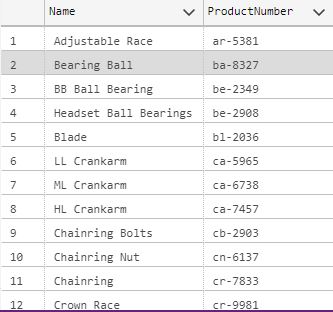 Name ProductNumber
1 Adjustable Race ar-5381
2 Bearing Ball ba-8327
3 BB Ball Bearing be-2349
4 Headset Ball Bearings be-2908
5 Blade bl-2036
6 LL Crankarm ca-5965
7 ML Crankarm ca-6738
8 HL Crankarm ca-7457
9 Chainring Bolts cb-2903
10 Chainring Nut cn-6137
11 Chainring cr-7833
12 Crown Race cr-9981